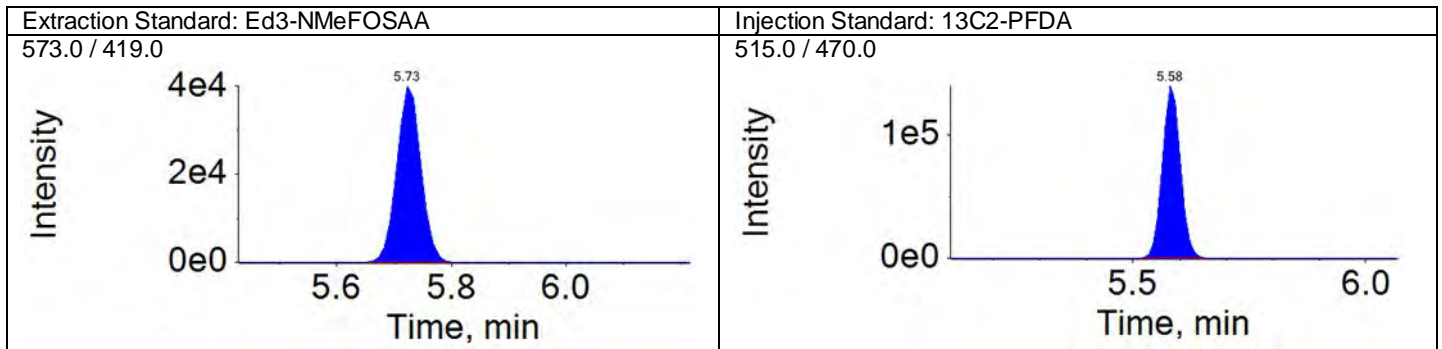 Extraction Standard: Ed3-NMeFOSAA
573.0 / 419.0
5.73
4e4
2e4
0e0
Intensity
5.6 5.8 6.0
Time, min
Injection Standard: 13C2-PFDA
515.0 / 470.0
5.58
1e5
0e0
Intensity
5.5 6.0
Time, min